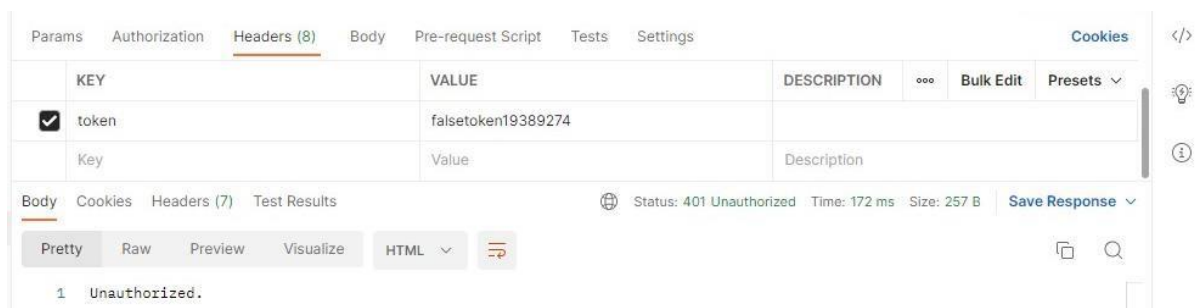 Params Authorization Headers (8) Body Pre-request Script Tests Settings Cookies </>
KEY VALUE DESCRIPTION ooo Bulk Edit Presets
token falsetoken19389274
Key Value Description
Body Cookies Headers (7) Test Results Status: 401 Unauthorized Time: 172 ms Size: 257 B Save Response
Pretty Raw Preview Visualize HTML
1 Unauthorized.